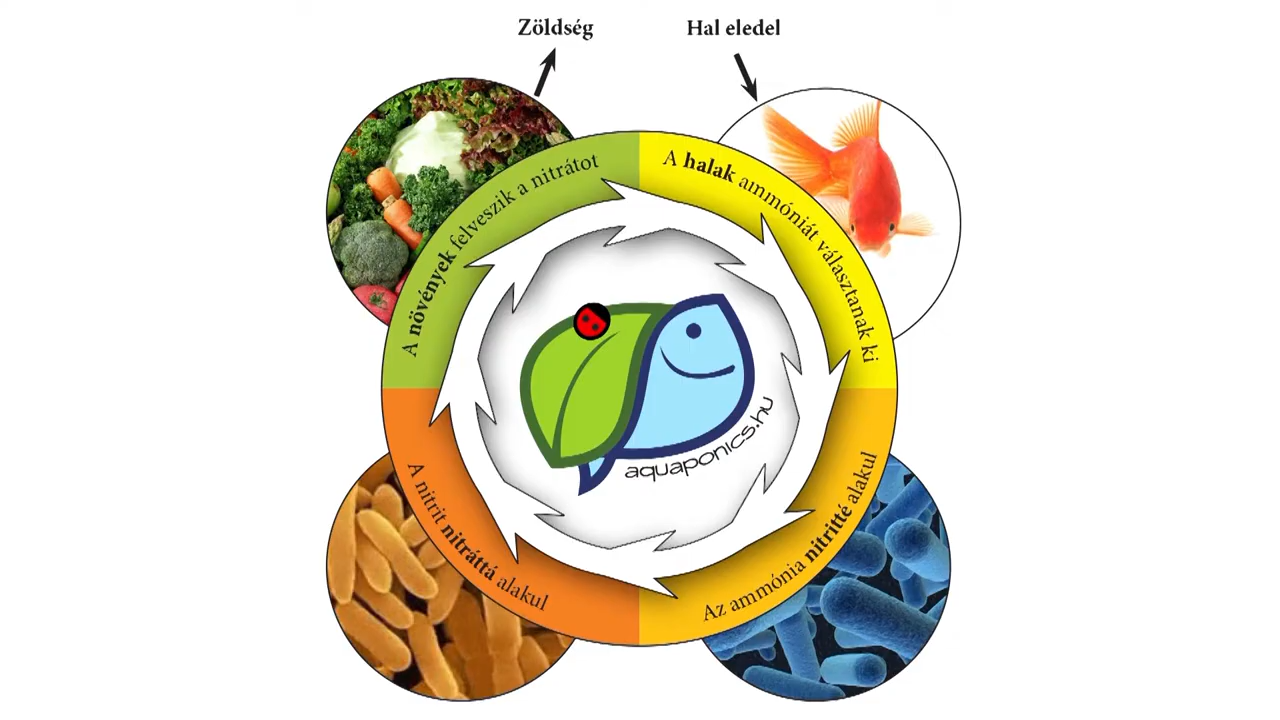 Zöldség
Hal eledel
A növények felveszik a nitrátot
A halak ammóniát választanak ki
Az ammónia nitritté alakul
A nitrit nitráttá alakul
aquaponics.hu